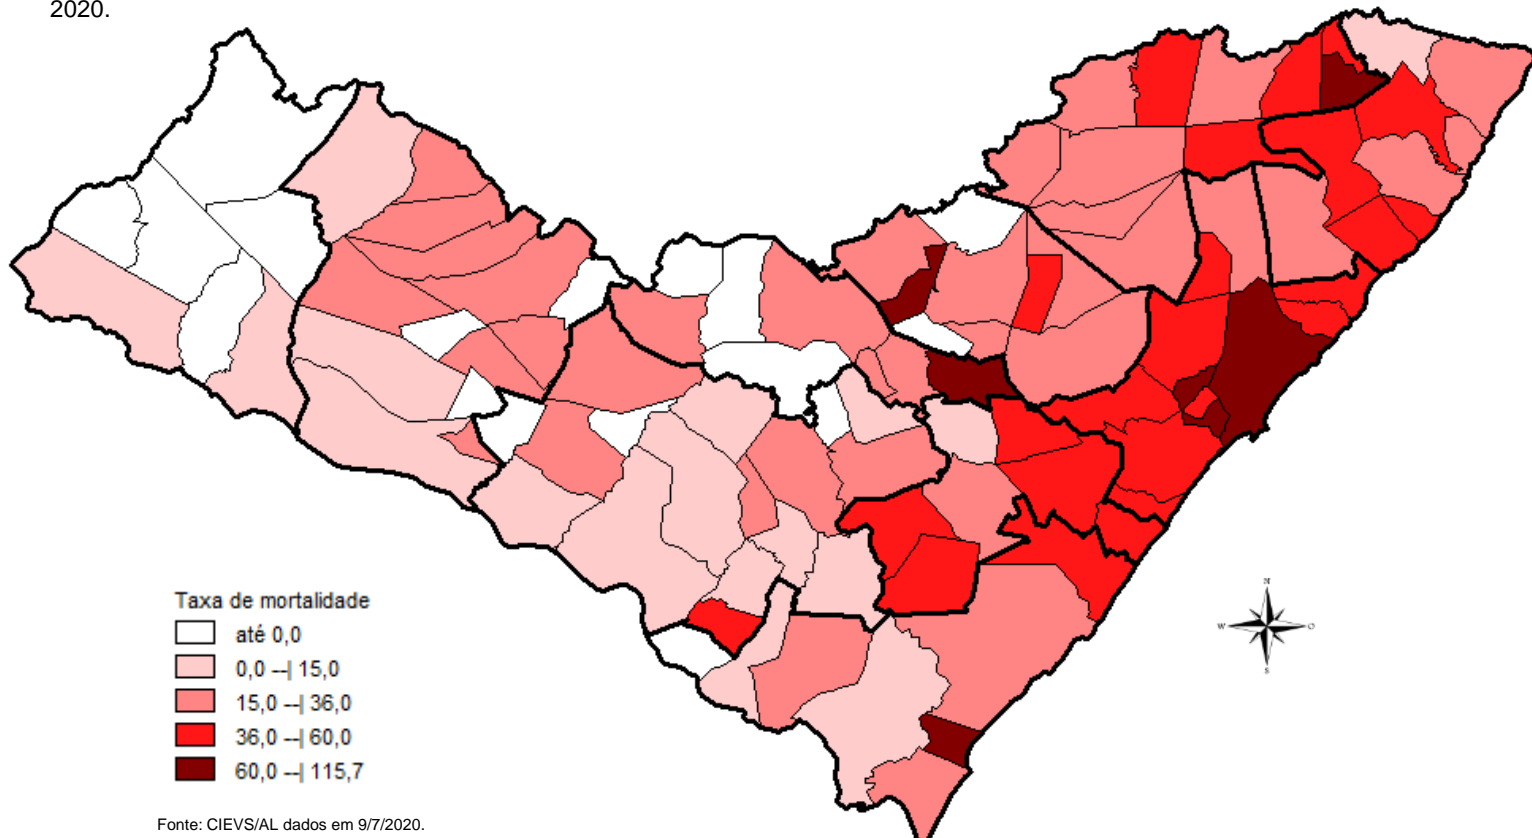 2020.
N
W
O
S
Taxa de mortalidade
até 0,0
0,0 --| 15,0
15,0 --| 36,0
36,0 --| 60,0
60,0 --| 115,7
Fonte: CIEVS/AL dados em 9/7/2020.